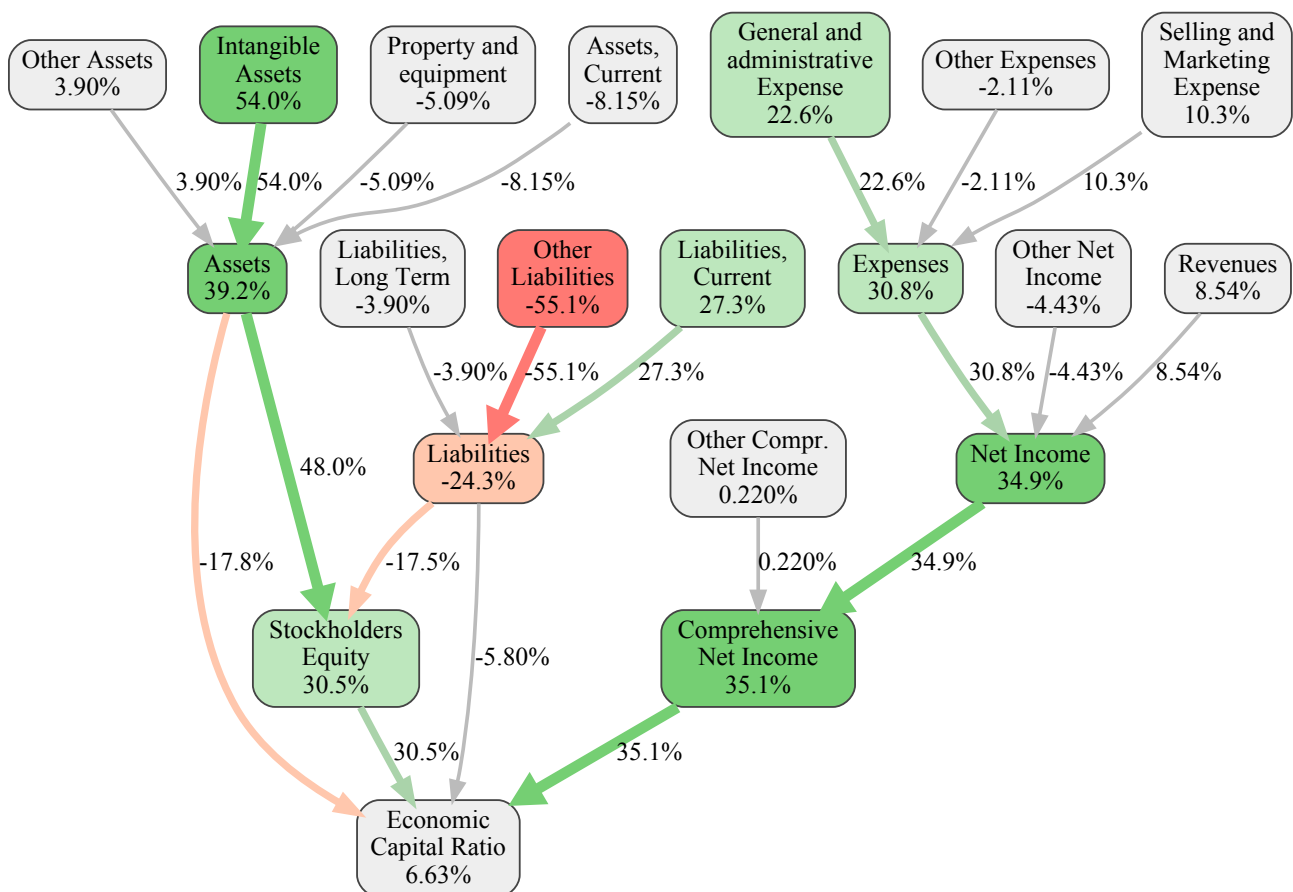 Other Assets
3.90%
Intangible
Assets
54.0%
Property and
equipment
-5.09%
Assets,
Current
-8.15%
General and
administrative
Expense
22.6%
Other Expenses
-2.11%
Selling and
Marketing
Expense
10.3%
3.90%
54.0%
-5.09%
-8.15%
22.6%
-2.11%
10.3%
Assets
39.2%
Liabilities,
Long Term
-3.90%
Other
Liabilities
-55.1%
Liabilities,
Current
27.3%
Expenses
30.8%
Other Net
Income
-4.43%
Revenues
8.54%
-3.90%
-55.1%
27.3%
30.8%
-4.43%
8.54%
48.0%
Liabilities
-24.3%
Other Compr.
Net Income
0.220%
Net Income
34.9%
-17.8%
-17.5%
0.220%
34.9%
Stockholders
Equity
30.5%
-5.80%
Comprehensive
Net Income
35.1%
30.5%
35.1%
Economic
Capital Ratio
6.63%